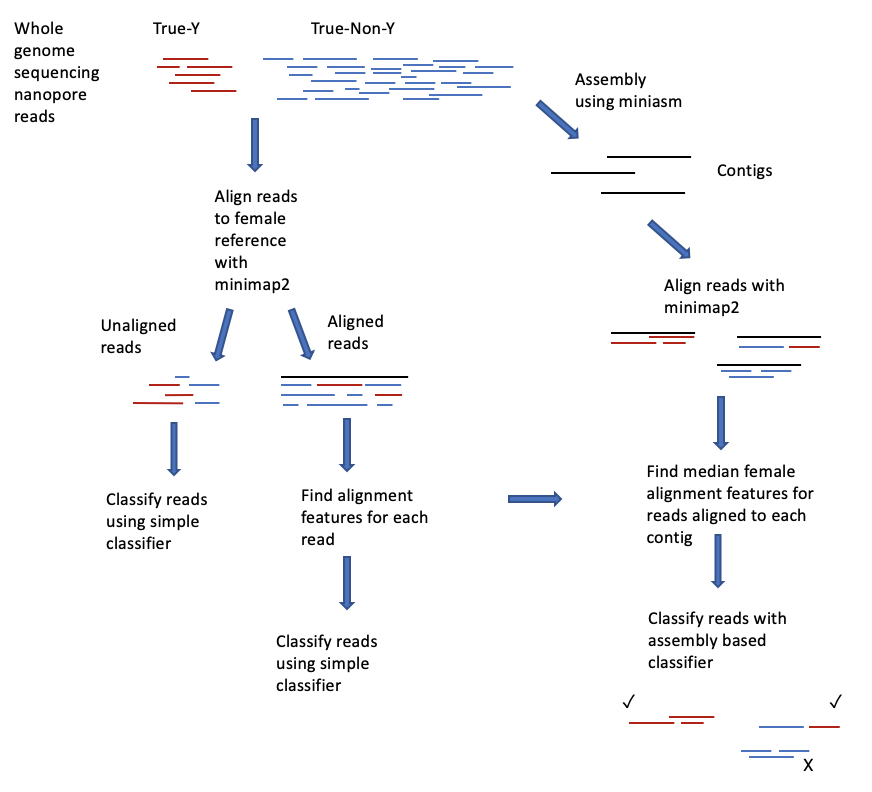 Whole
genome
sequencing
nanopore
reads
True-Y
True-Non-Y
Assembly
using miniasm
Contigs
Align reads
to female
reference
with
minimap2
Align reads with
minimap2
Unaligned
reads
Aligned
reads
Classify reads
using simple
classifier
Find alignment
features for each
read
Find median female
alignment features for
reads aligned to each
contig
Classify reads
using simple
classifier
Classify reads with
assembly based
classifier
✓
✓
X